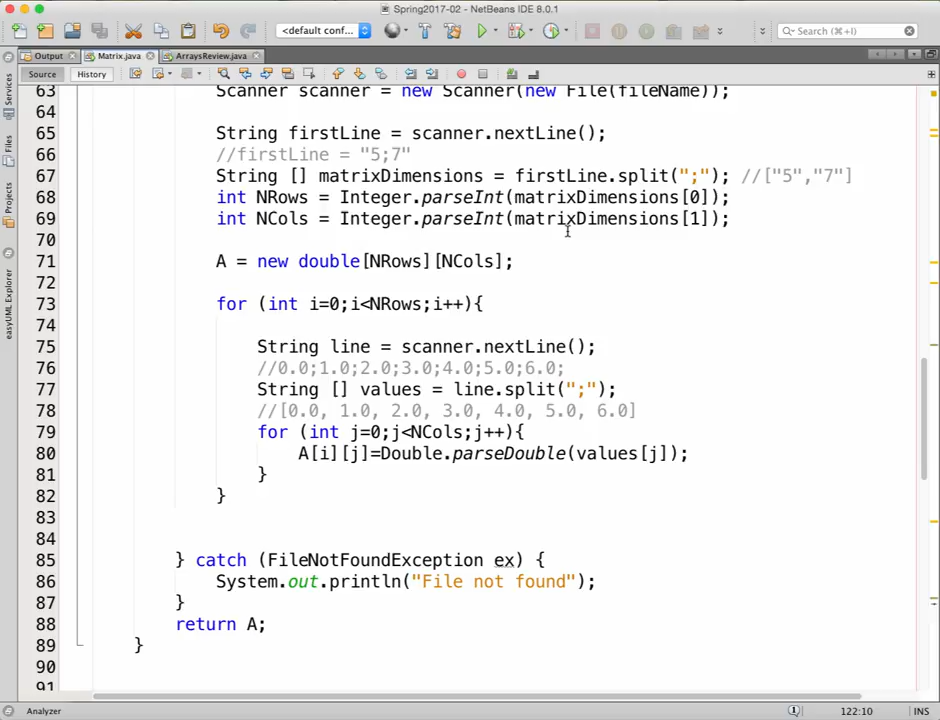 Spring2017-02 - NetBeans IDE 8.0.1
<default conf... Search (⌘+I)
Output Matrix.java ArraysReview.java
Source History
Services
Files
Projects
easyUML Explorer
63 Scanner scanner = new Scanner(new File(fileName));
64
65 String firstLine = scanner.nextLine();
66 //firstLine = "5;7"
67 String [] matrixDimensions = firstLine.split(";"); //["5","7"]
68 int NRows = Integer.parseInt(matrixDimensions[0]);
69 int NCols = Integer.parseInt(matrixDimensions[1]);
70
71 A = new double[NRows][NCols];
72
73 for (int i=0;i<NRows;i++){
74
75 String line = scanner.nextLine();
76 //0.0;1.0;2.0;3.0;4.0;5.0;6.0;
77 String [] values = line.split(";");
78 //[0.0, 1.0, 2.0, 3.0, 4.0, 5.0, 6.0]
79 for (int j=0;j<NCols;j++){
80 A[i][j]=Double.parseDouble(values[j]);
81 }
82 }
83
84
85 } catch (FileNotFoundException ex) {
86 System.out.println("File not found");
87 }
88 return A;
89 }
90
91
Analyzer 122:10 INS